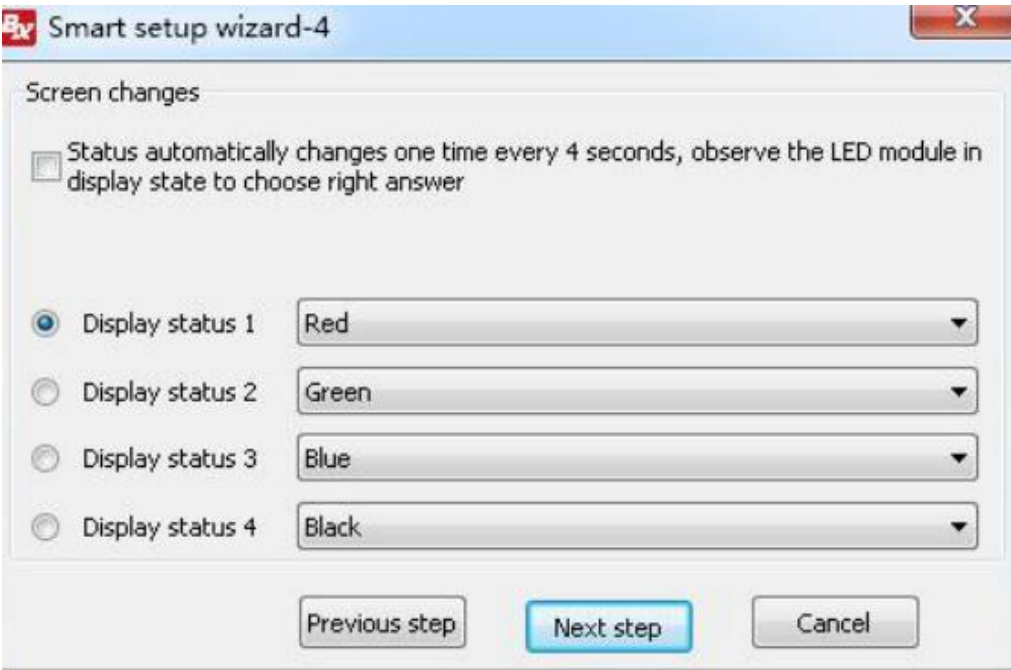 BX Smart setup wizard-4
Screen changes
Status automatically changes one time every 4 seconds, observe the LED module in
display state to choose right answer
Display status 1 Red
Display status 2 Green
Display status 3 Blue
Display status 4 Black
Previous step Next step Cancel